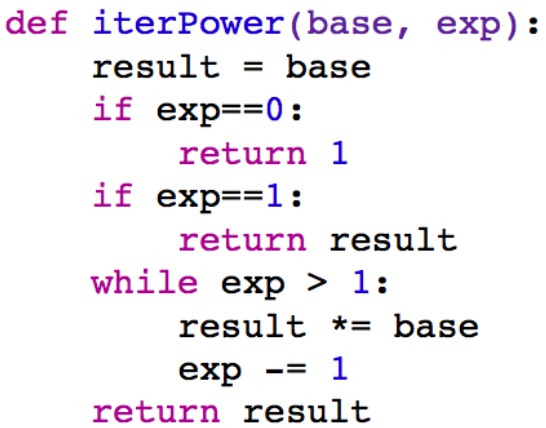 def iterPower(base, exp):
    result = base
    if exp==0:
        return 1
    if exp==1:
        return result
    while exp > 1:
        result *= base
        exp -= 1
    return result